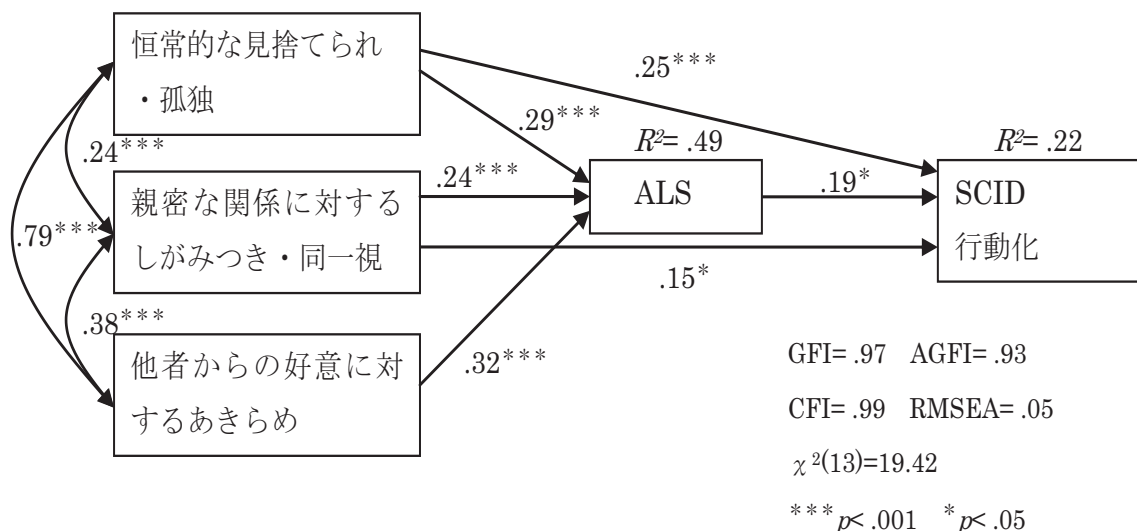 恒常的な見捨てられ
・孤独
.25***
.29***
R²= .49
R²= .22
.24***
.24***
ALS
.19*
SCID
行動化
親密な関係に対する
しがみつき・同一視
.79***
.15*
.38***
他者からの好意に対
するあきらめ
.32***
GFI= .97 AGFI= .93
CFI= .99 RMSEA= .05
χ²(13)=19.42
***p< .001 *p< .05